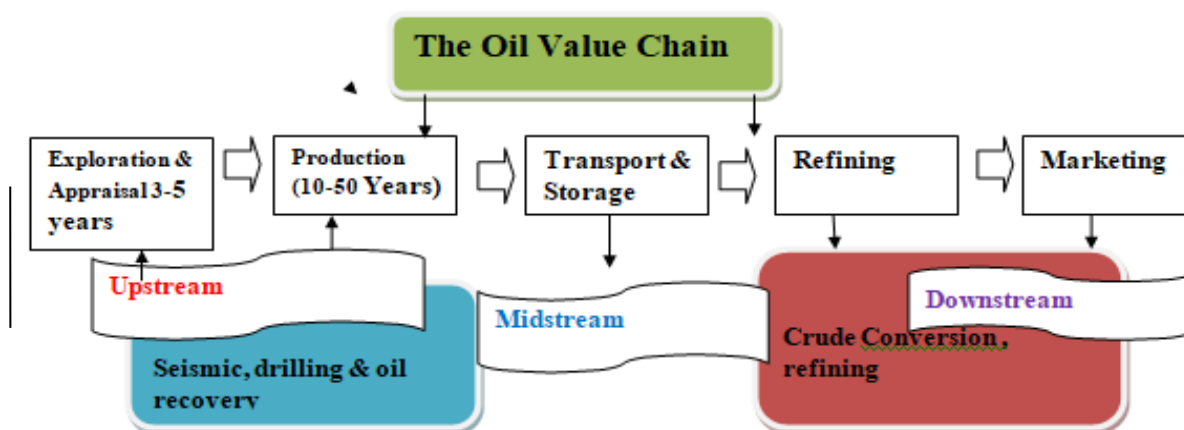 The Oil Value Chain
Exploration &
Appraisal 3-5
years
Production
(10-50 Years)
Transport &
Storage
Refining
Marketing
Upstream
Midstream
Downstream
Seismic, drilling & oil
recovery
Crude Conversion ,
refining